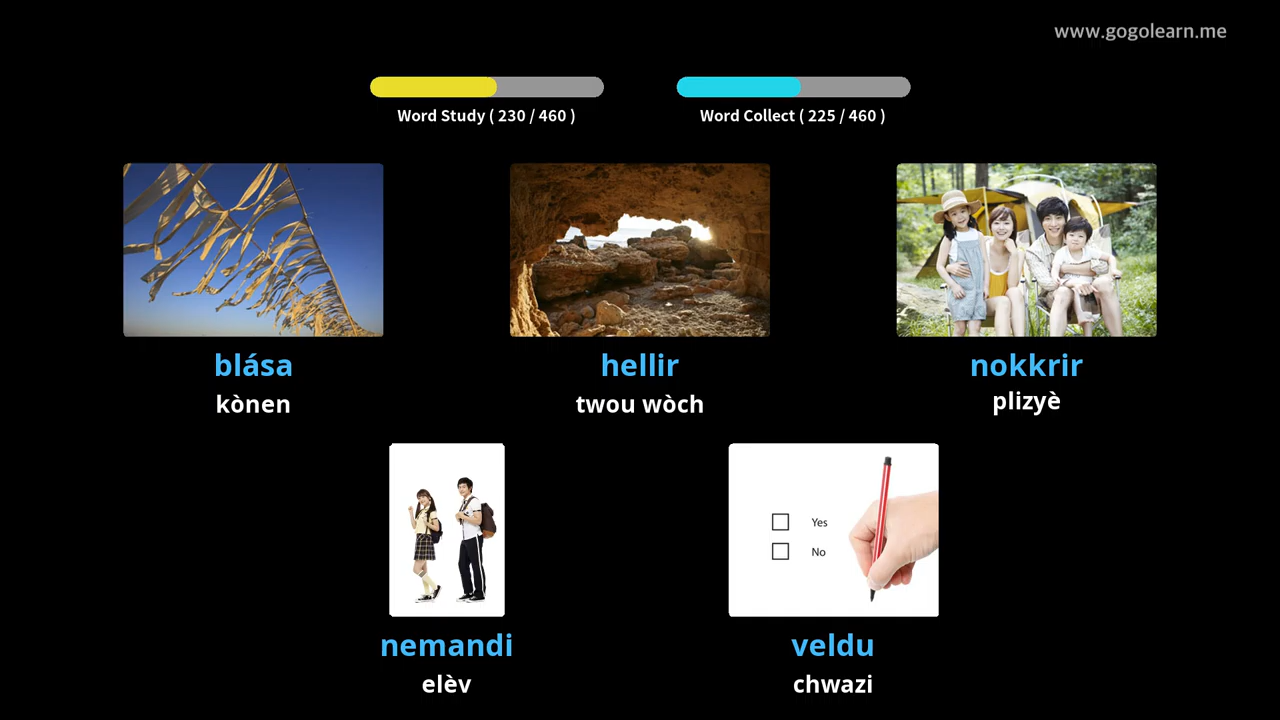 www.gogolearn.me
Word Study ( 230 / 460 )
Word Collect ( 225 / 460 )
blása
hellir
nokkrir
kònen
twou wòch
plizyè
Yes
No
nemandi
veldu
elèv
chwazi